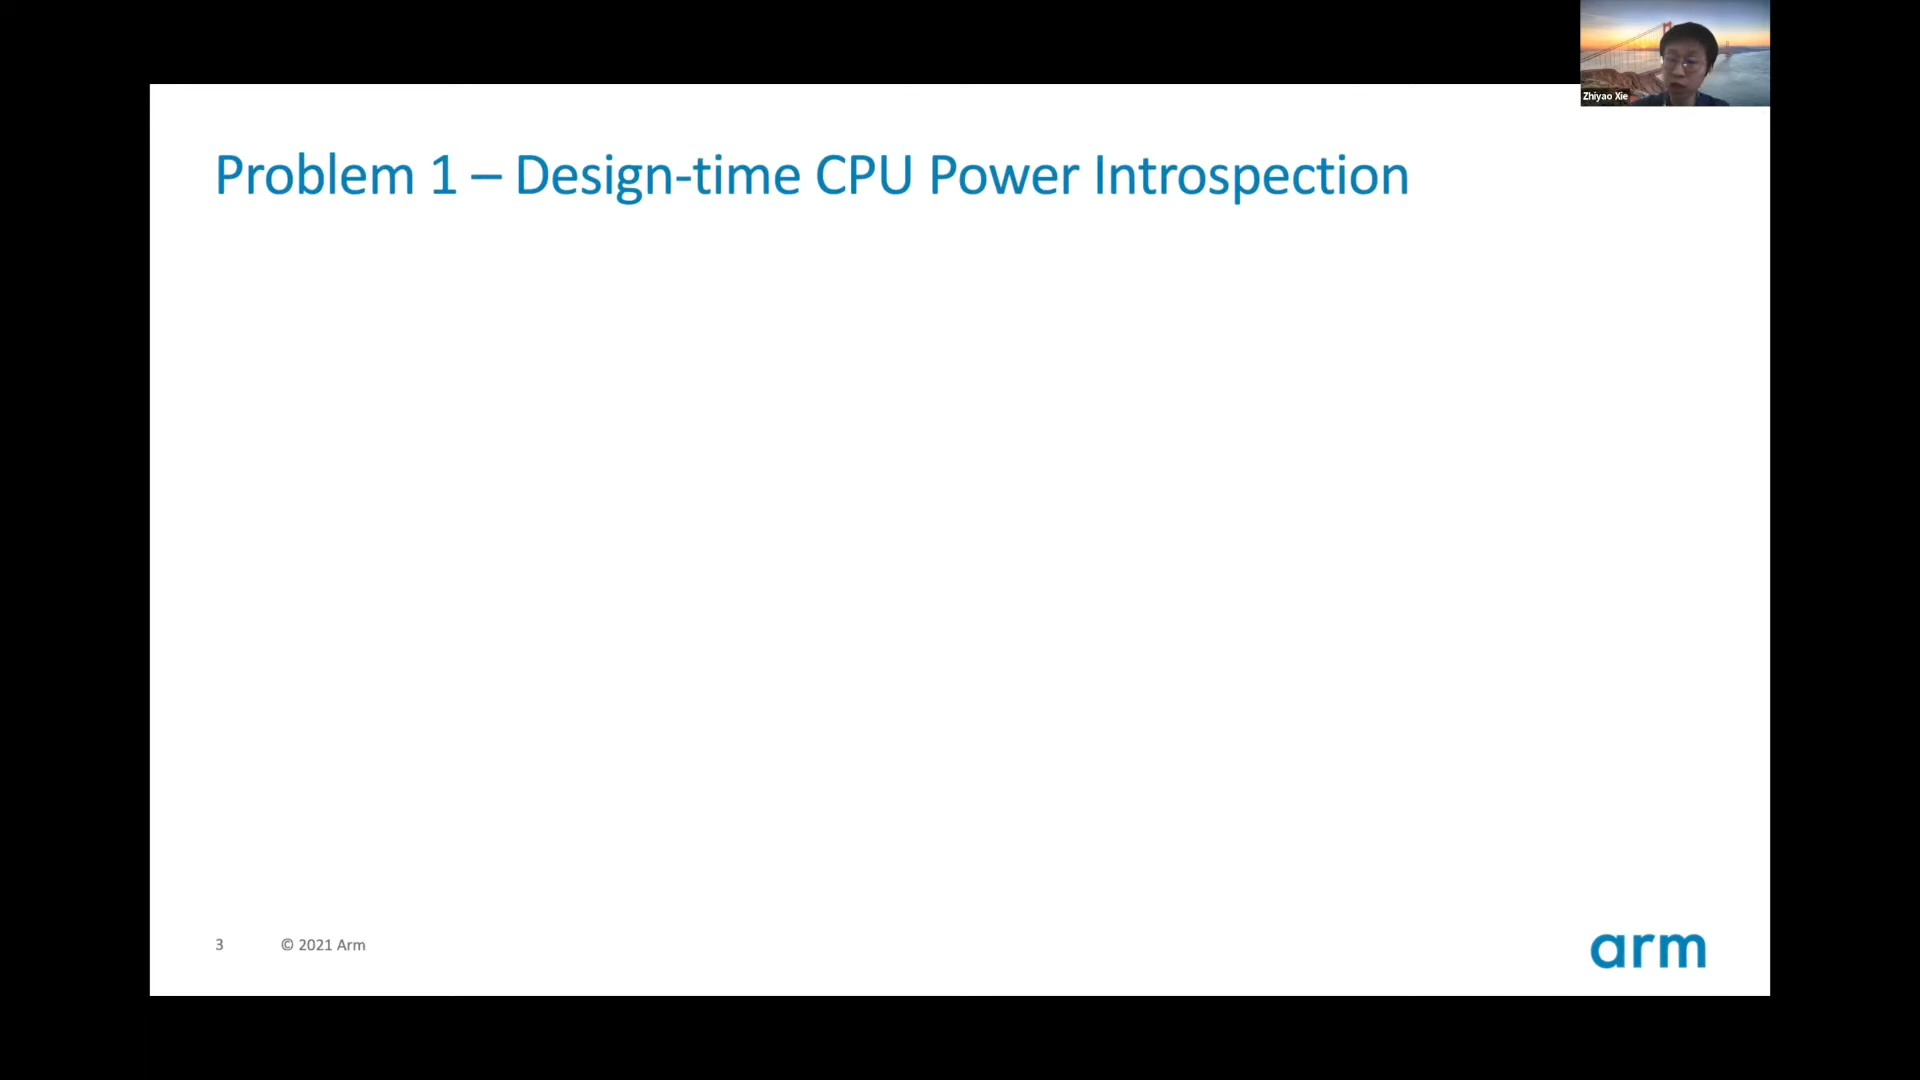 Zhiyao Xie
Problem 1 – Design-time CPU Power Introspection
3
© 2021 Arm
arm